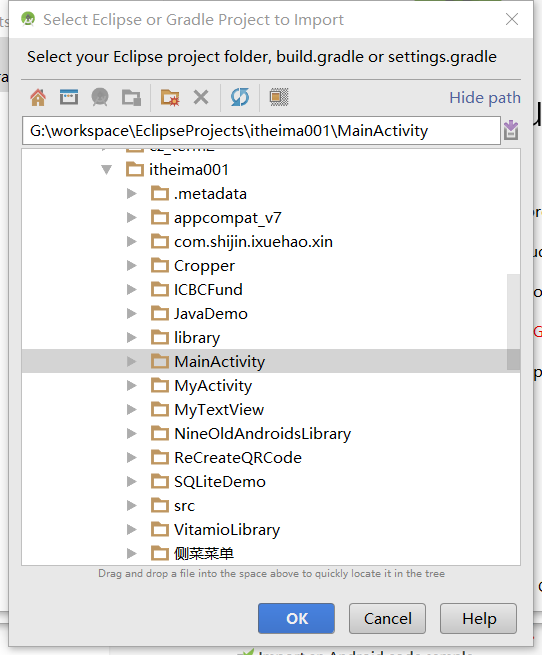 Select Eclipse or Gradle Project to Import
Select your Eclipse project folder, build.gradle or settings.gradle
Hide path
G:\workspace\EclipseProjects\itheima001\MainActivity
itheima001
.metadata
appcompat_v7
com.shijin.ixuehao.xin
Cropper
ICBCFund
JavaDemo
library
MainActivity
MyActivity
MyTextView
NineOldAndroidsLibrary
ReCreateQRCode
SQLiteDemo
src
VitamioLibrary
侧菜菜单
Drag and drop a file into the space above to quickly locate it in the tree
OK
Cancel
Help